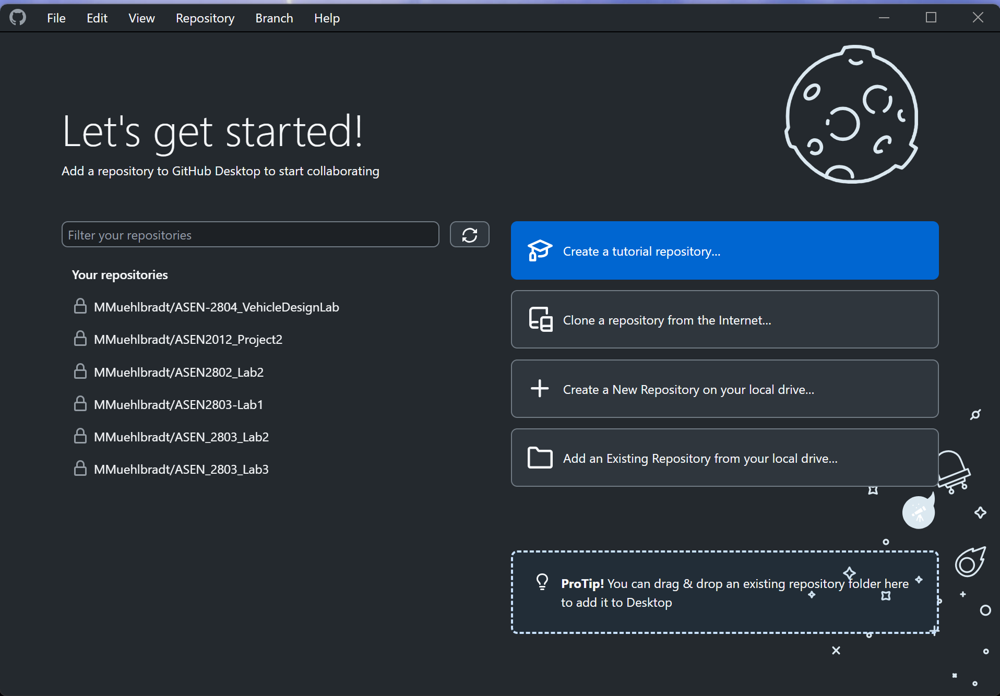 File Edit View Repository Branch Help
Let's get started!
Add a repository to GitHub Desktop to start collaborating
Filter your repositories
Your repositories
MMuehlbradt/ASEN-2804_VehicleDesignLab
MMuehlbradt/ASEN2012_Project2
MMuehlbradt/ASEN2802_Lab2
MMuehlbradt/ASEN2803-Lab1
MMuehlbradt/ASEN_2803_Lab2
MMuehlbradt/ASEN_2803_Lab3
Create a tutorial repository...
Clone a repository from the Internet...
Create a New Repository on your local drive...
Add an Existing Repository from your local drive...
ProTip! You can drag & drop an existing repository folder here
to add it to Desktop